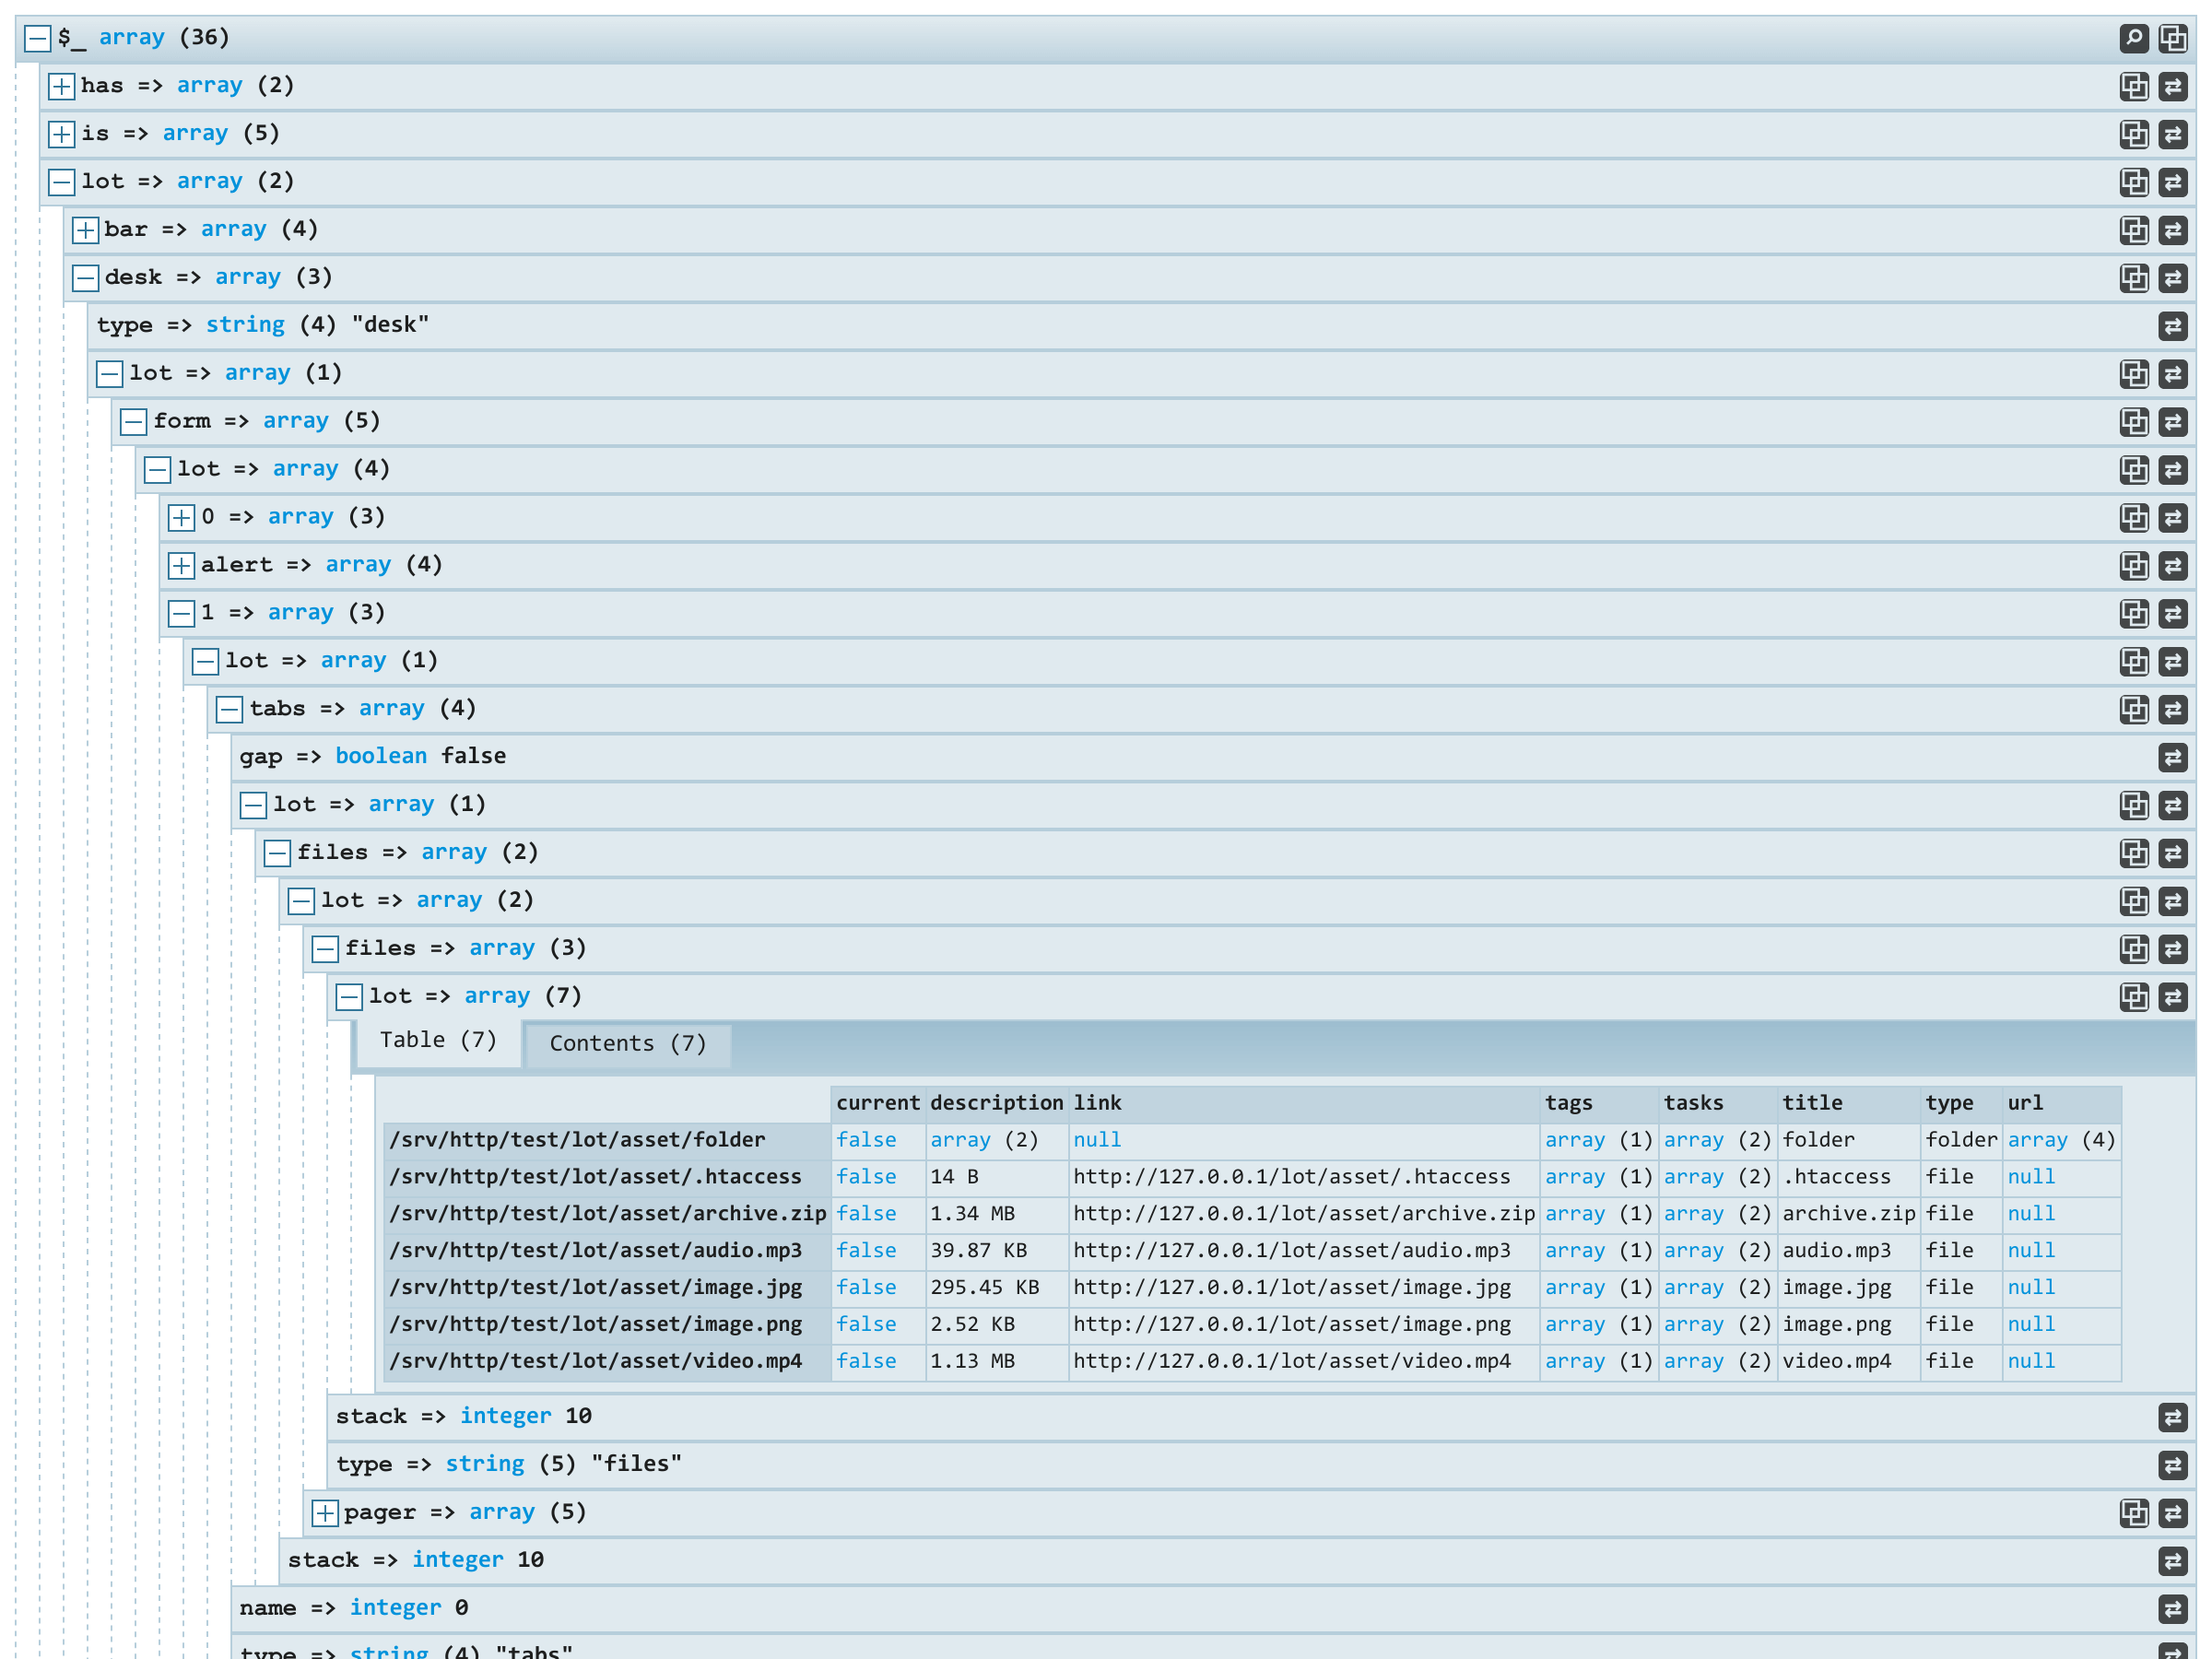 $_ array (36)
has => array (2)
is => array (5)
lot => array (2)
bar => array (4)
desk => array (3)
type => string (4) "desk"
lot => array (1)
form => array (5)
lot => array (4)
0 => array (3)
alert => array (4)
1 => array (3)
lot => array (1)
tabs => array (4)
gap => boolean false
lot => array (1)
files => array (2)
lot => array (2)
files => array (3)
lot => array (7)
Table (7) Contents (7)
current description link tags tasks title type url
/srv/http/test/lot/asset/folder false array (2) null array (1) array (2) folder folder array (4)
/srv/http/test/lot/asset/.htaccess false 14 B http://127.0.0.1/lot/asset/.htaccess array (1) array (2) .htaccess file null
/srv/http/test/lot/asset/archive.zip false 1.34 MB http://127.0.0.1/lot/asset/archive.zip array (1) array (2) archive.zip file null
/srv/http/test/lot/asset/audio.mp3 false 39.87 KB http://127.0.0.1/lot/asset/audio.mp3 array (1) array (2) audio.mp3 file null
/srv/http/test/lot/asset/image.jpg false 295.45 KB http://127.0.0.1/lot/asset/image.jpg array (1) array (2) image.jpg file null
/srv/http/test/lot/asset/image.png false 2.52 KB http://127.0.0.1/lot/asset/image.png array (1) array (2) image.png file null
/srv/http/test/lot/asset/video.mp4 false 1.13 MB http://127.0.0.1/lot/asset/video.mp4 array (1) array (2) video.mp4 file null
stack => integer 10
type => string (5) "files"
pager => array (5)
stack => integer 10
name => integer 0
type => string (4) "tabs"